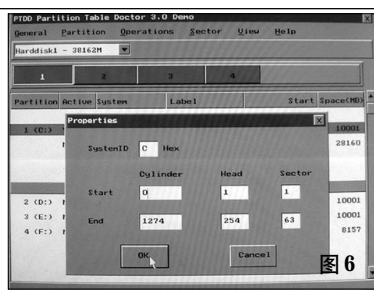 PTDD Partition Table Doctor 3.0 Demo
General Partition Operations Sector View Help
Harddisk1 - 38162M
1 2 3 4
Partition Active System Label Start Space(MB)
1 (C:) 10001
28160
Properties
SystemID C Hex
Cylinder Head Sector
Start 0 1 1
End 1274 254 63
OK Cancel
2 (D:) 10001
3 (E:) 10001
4 (F:) 8157
图6